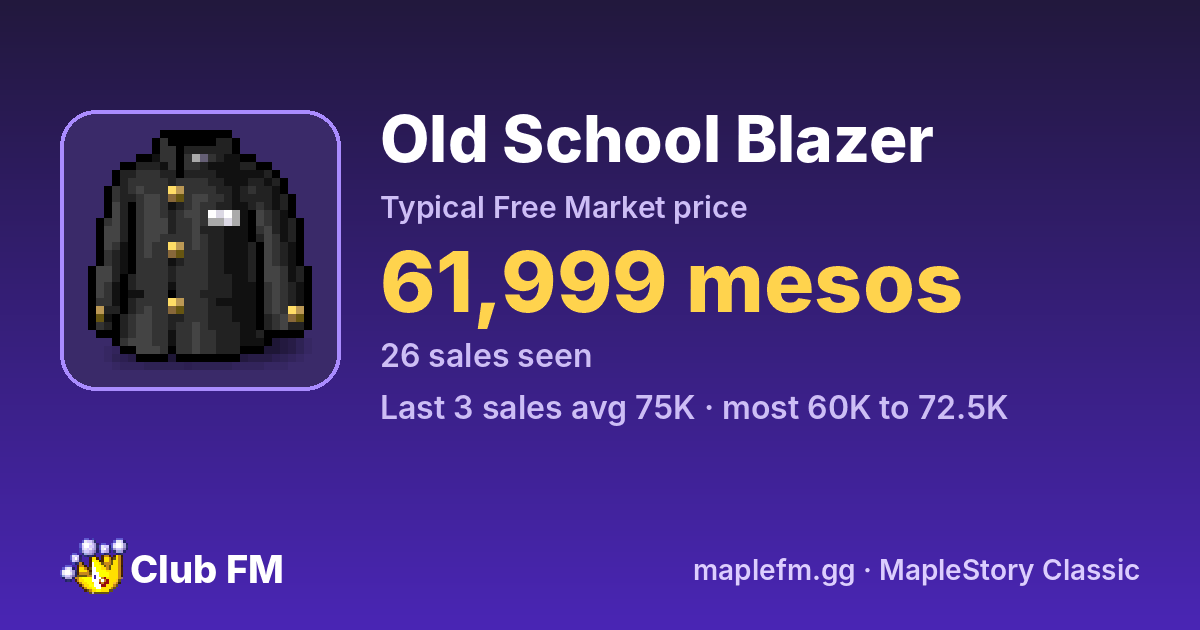 Old School Blazer
Typical Free Market price
61,999 mesos
26 sales seen
Last 3 sales avg 75K · most 60K to 72.5K
Club FM
maplefm.gg · MapleStory Classic